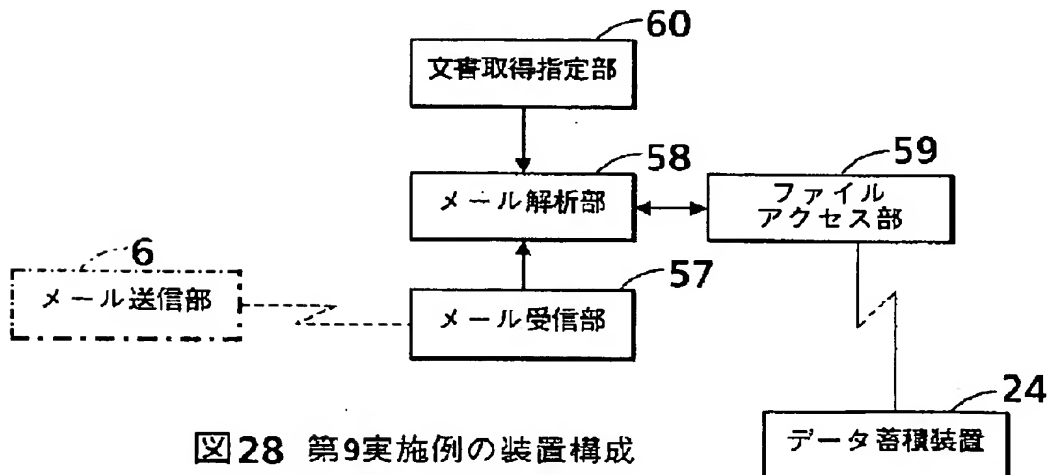 60
文書取得指定部
58
メール解析部
59
ファイル
アクセス部
6
メール送信部
57
メール受信部
24
データ蓄積装置
図28 第9実施例の装置構成